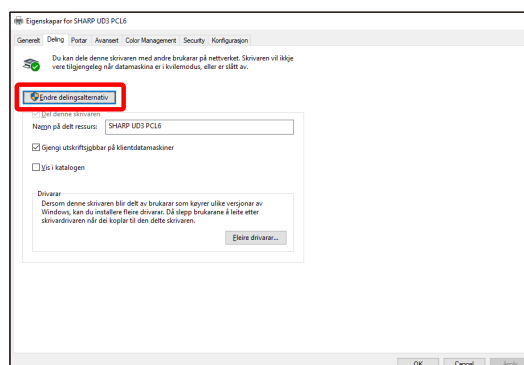 Eigenskapar for SHARP UD3 PCL6
Generelt Deling Portar Avansert Color Management Security Konfigurasjon
Du kan dele denne skrivaren med andre brukarar på nettverket. Skrivaren vil ikkje
vere tilgjengeleg når datamaskina er i kvilemodus, eller er slått av.
Endre delingsalternativ
Del denne skrivaren
Namn på delt ressurs: SHARP UD3 PCL6
Gjengi utskriftsjobbar på klientdatamaskiner
Vis i katalogen
Drivarar
Dersom denne skrivaren blir delt av brukarar som køyrer ulike versjonar av
Windows, kan du installere fleire drivarar. Då slepp brukarane å leite etter
skrivardrivaren når dei koplar til den delte skrivaren.
Fleire drivarar...
OK Cancel Apply